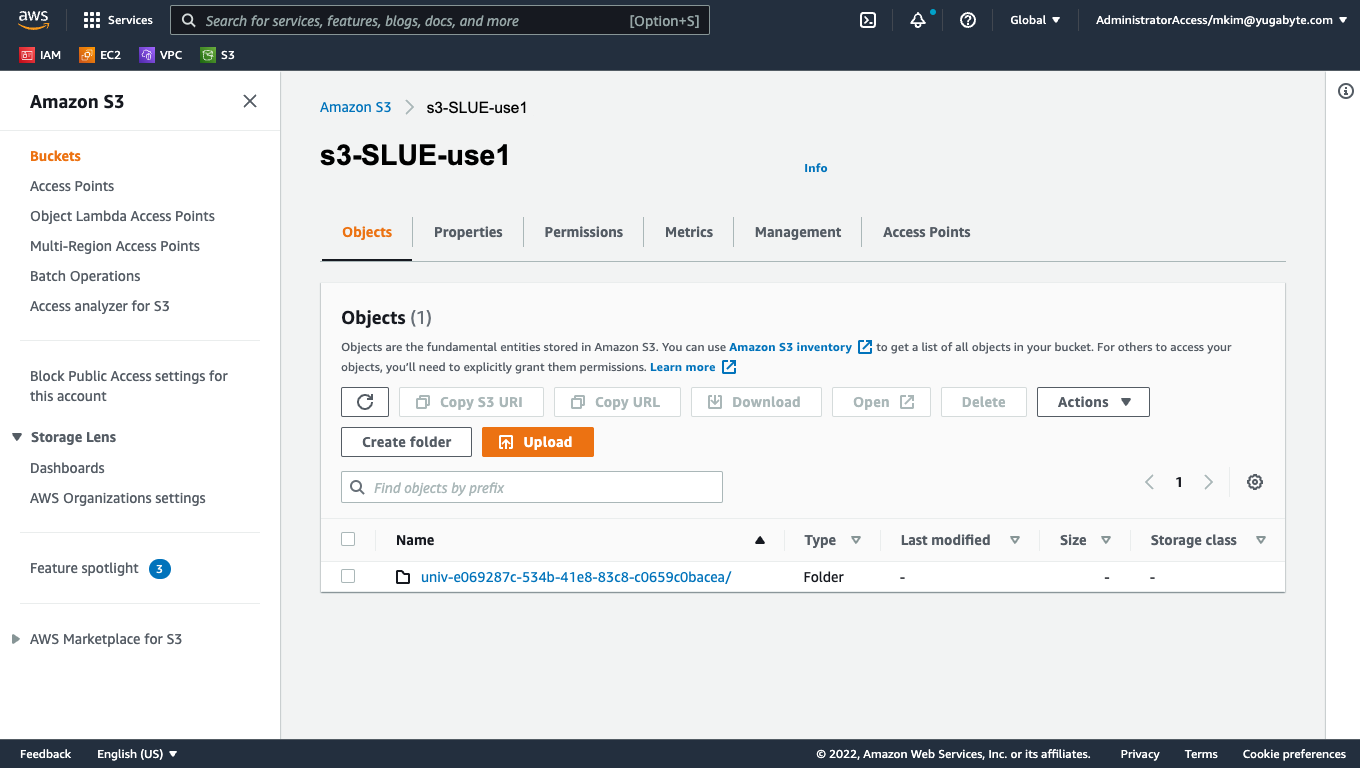 aws Services Search for services, features, blogs, docs, and more [Option+S] Global AdministratorAccess/mkim@yugabyte.com
IAM EC2 VPC S3
Amazon S3
Buckets
Access Points
Object Lambda Access Points
Multi-Region Access Points
Batch Operations
Access analyzer for S3
Block Public Access settings for
this account
Storage Lens
Dashboards
AWS Organizations settings
Feature spotlight 3
AWS Marketplace for S3
Amazon S3 s3-SLUE-use1
s3-SLUE-use1
Info
Objects Properties Permissions Metrics Management Access Points
Objects (1)
Objects are the fundamental entities stored in Amazon S3. You can use Amazon S3 inventory to get a list of all objects in your bucket. For others to access your
objects, you'll need to explicitly grant them permissions. Learn more
Copy S3 URI Copy URL Download Open Delete Actions
Create folder Upload
Find objects by prefix 1
Name Type Last modified Size Storage class
univ-e069287c-534b-41e8-83c8-c0659c0bacea/ Folder - - -
Feedback English (US) © 2022, Amazon Web Services, Inc. or its affiliates. Privacy Terms Cookie preferences